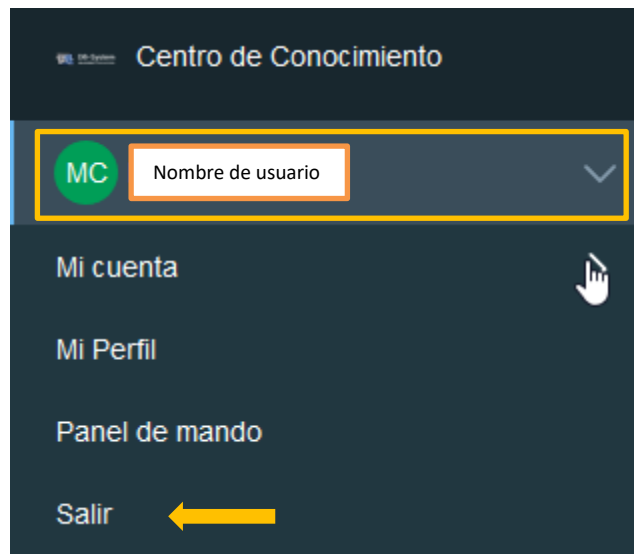 Centro de Conocimiento
MC Nombre de usuario
Mi cuenta
Mi Perfil
Panel de mando
Salir